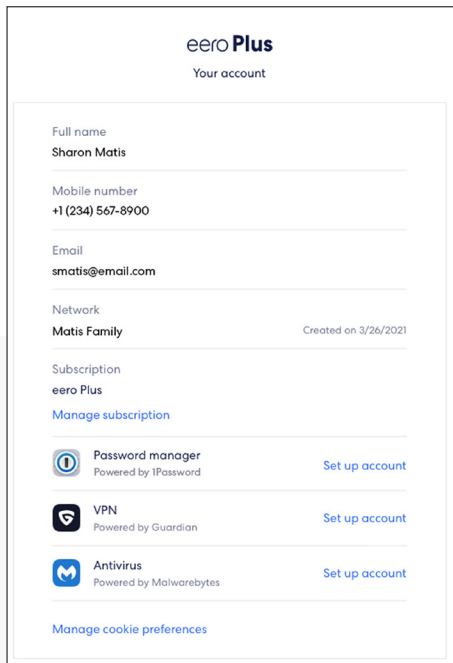 eero Plus
Your account
Full name
Sharon Matis
Mobile number
+1 (234) 567-8900
Email
smatis@email.com
Network
Matis Family
Created on 3/26/2021
Subscription
eero Plus
Manage subscription
Password manager
Powered by 1Password
Set up account
VPN
Powered by Guardian
Set up account
Antivirus
Powered by Malwarebytes
Set up account
Manage cookie preferences